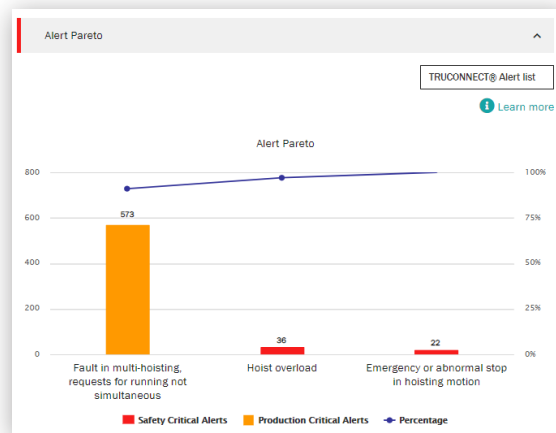 Alert Pareto
TRUCONNECT® Alert list
Learn more
Alert Pareto
800
100%
573
600
75%
400
50%
200
25%
36
22
0
0%
Fault in multi-hoisting,
requests for running not
simultaneous
Hoist overload
Emergency or abnormal stop
in hoisting motion
Safety Critical Alerts Production Critical Alerts Percentage